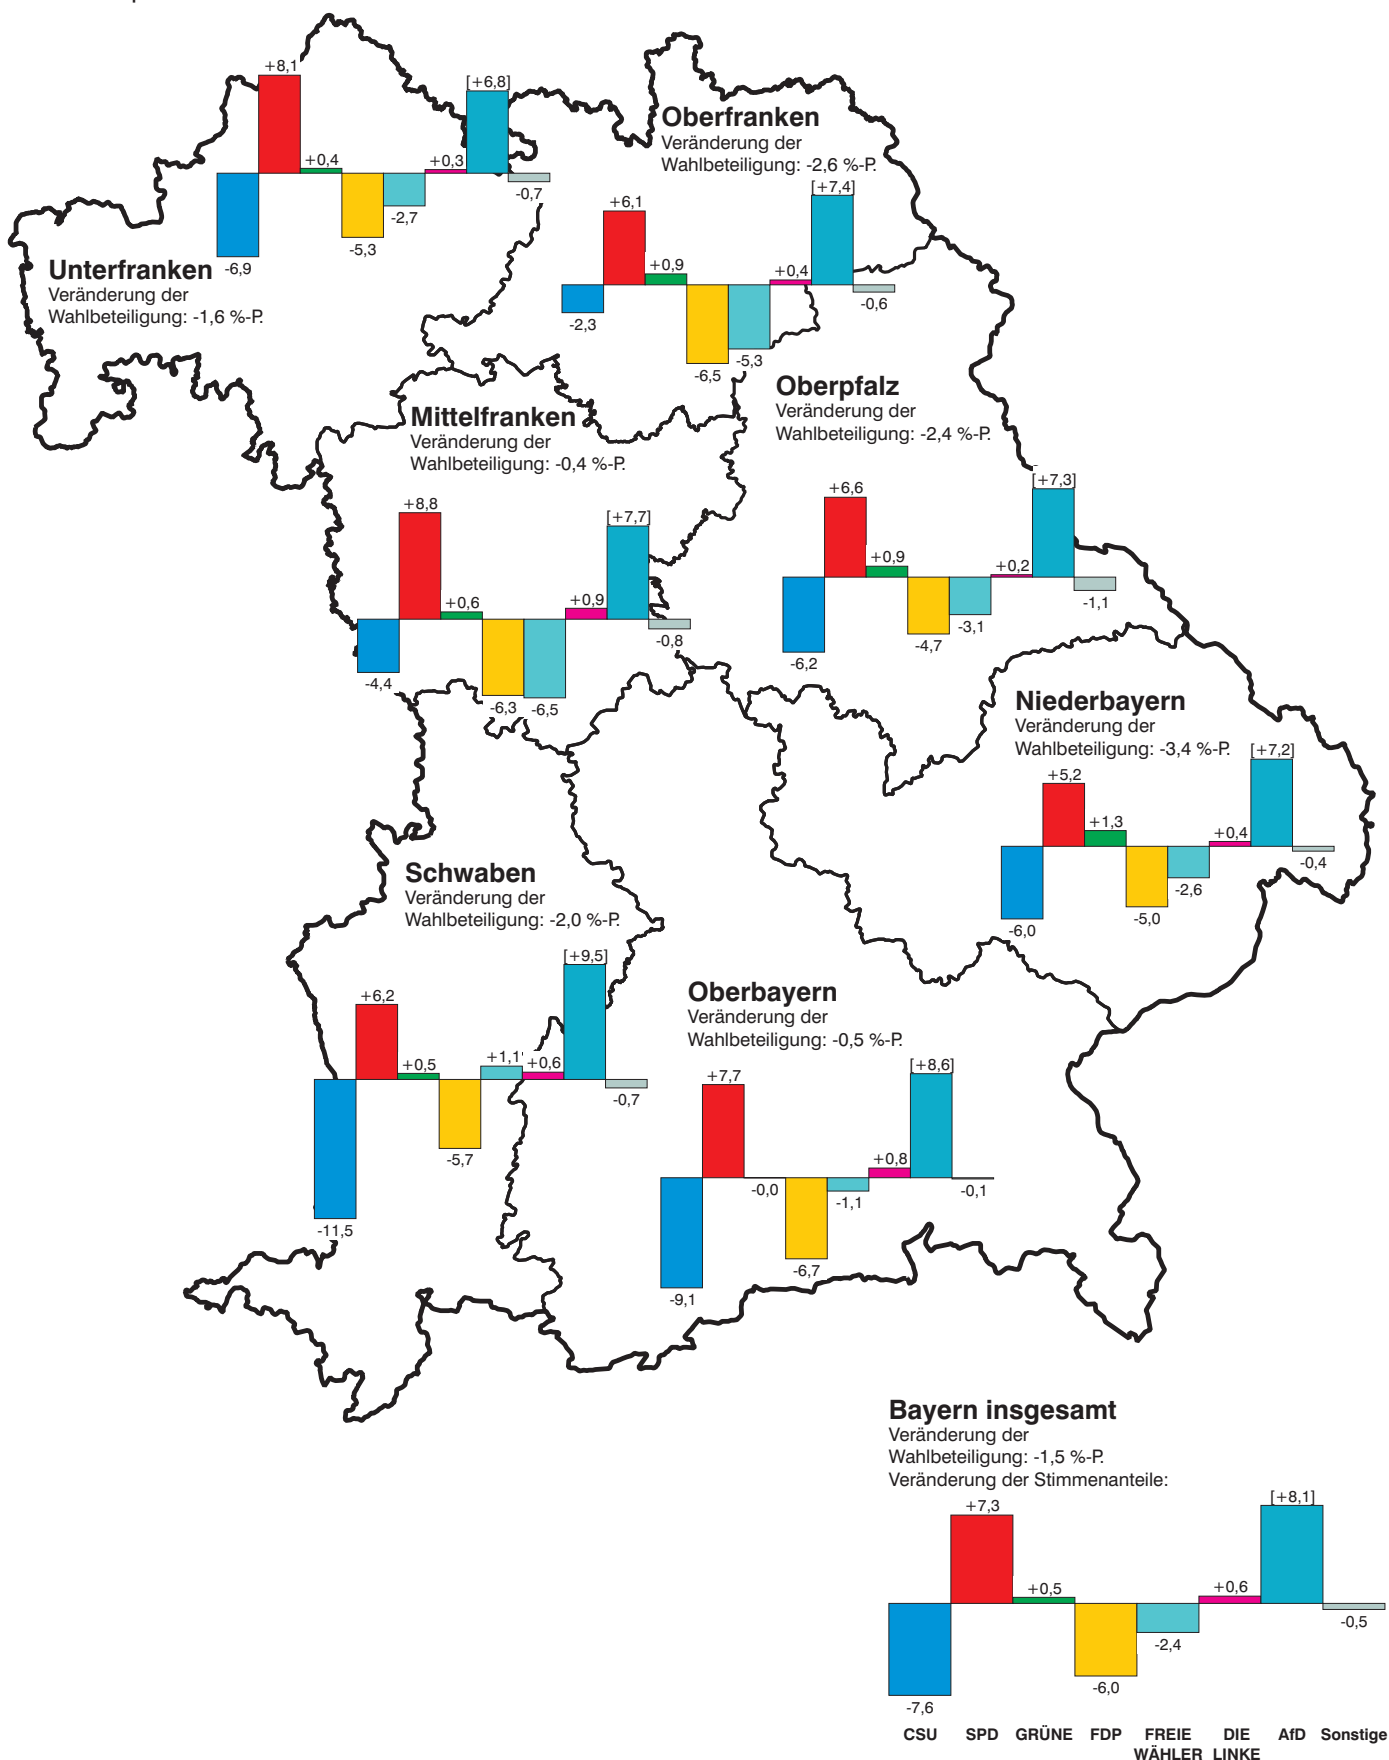 +8,1
[+6,8]
+0,4
+0,3
-0,7
-2,7
-5,3
-6,9
Unterfranken
Veränderung der
Wahlbeteiligung: -1,6 %-P.
Oberfranken
Veränderung der
Wahlbeteiligung: -2,6 %-P.
[+7,4]
+6,1
+0,9
+0,4
-0,6
-2,3
-5,3
-6,5
Mittelfranken
Veränderung der
Wahlbeteiligung: -0,4 %-P.
+8,8
[+7,7]
+0,6
+0,9
-0,8
-4,4
-6,3
-6,5
Oberpfalz
Veränderung der
Wahlbeteiligung: -2,4 %-P.
[+7,3]
+6,6
+0,9
+0,2
-1,1
-3,1
-4,7
-6,2
Niederbayern
Veränderung der
Wahlbeteiligung: -3,4 %-P.
[+7,2]
+5,2
+1,3
+0,4
-0,4
-2,6
-5,0
-6,0
Schwaben
Veränderung der
Wahlbeteiligung: -2,0 %-P.
[+9,5]
+6,2
+0,5
+1,1
+0,6
-0,7
-5,7
-11,5
Oberbayern
Veränderung der
Wahlbeteiligung: -0,5 %-P.
[+8,6]
+7,7
+0,8
-0,0
-1,1
-0,1
-6,7
-9,1
Bayern insgesamt
Veränderung der
Wahlbeteiligung: -1,5 %-P.
Veränderung der Stimmenanteile:
[+8,1]
+7,3
+0,5
+0,6
-0,5
-2,4
-6,0
-7,6
CSU SPD GRÜNE FDP FREIE DIE AfD Sonstige
WÄHLER LINKE